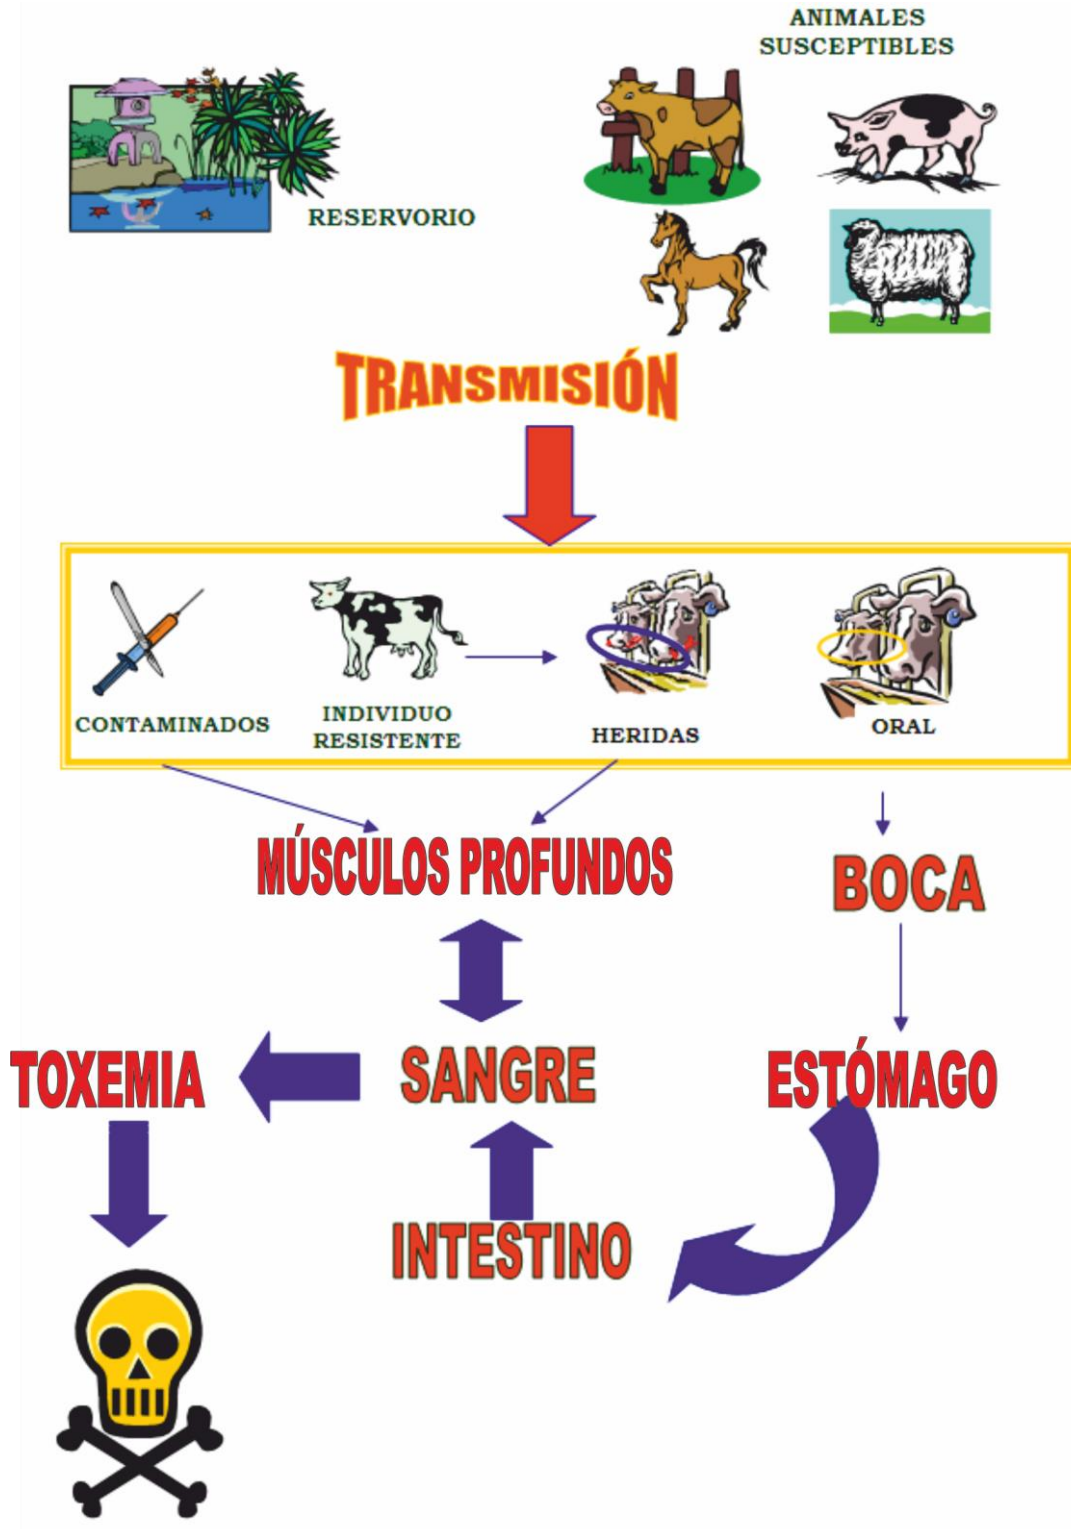 ANIMALES
SUSCEPTIBLES
RESERVORIO
TRANSMISIÓN
CONTAMINADOS
INDIVIDUO
RESISTENTE
HERIDAS
ORAL
MÚSCULOS PROFUNDOS
BOCA
TOXEMIA
SANGRE
ESTÓMAGO
INTESTINO